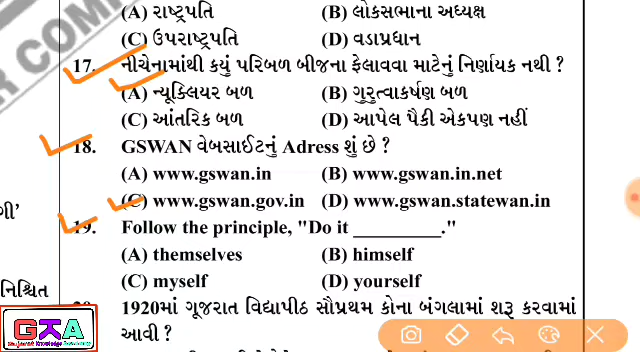 (A) રાષ્ટ્રપતિ (B) લોકસભાના અધ્યક્ષ
(C) ઉપરાષ્ટ્રપતિ (D) વડાપ્રધાન
17. નીચેનામાંથી કયું પરિબળ બીજના ફેલાવવા માટેનું નિર્ણાયક નથી ?
(A) ન્યૂક્લિયર બળ (B) ગુરુત્વાકર્ષણ બળ
(C) આંતરિક બળ (D) આપેલ પૈકી એકપણ નહીં
18. GSWAN વેબસાઈટનું Adress શું છે ?
(A) www.gswan.in (B) www.gswan.in.net
(C) www.gswan.gov.in (D) www.gswan.statewan.in
19. Follow the principle, "Do it _________."
(A) themselves (B) himself
(C) myself (D) yourself
નિશ્ચિત
1920માં ગૂજરાત વિદ્યાપીઠ સૌપ્રથમ કોના બંગલામાં શરૂ કરવામાં
આવી ?
GKA